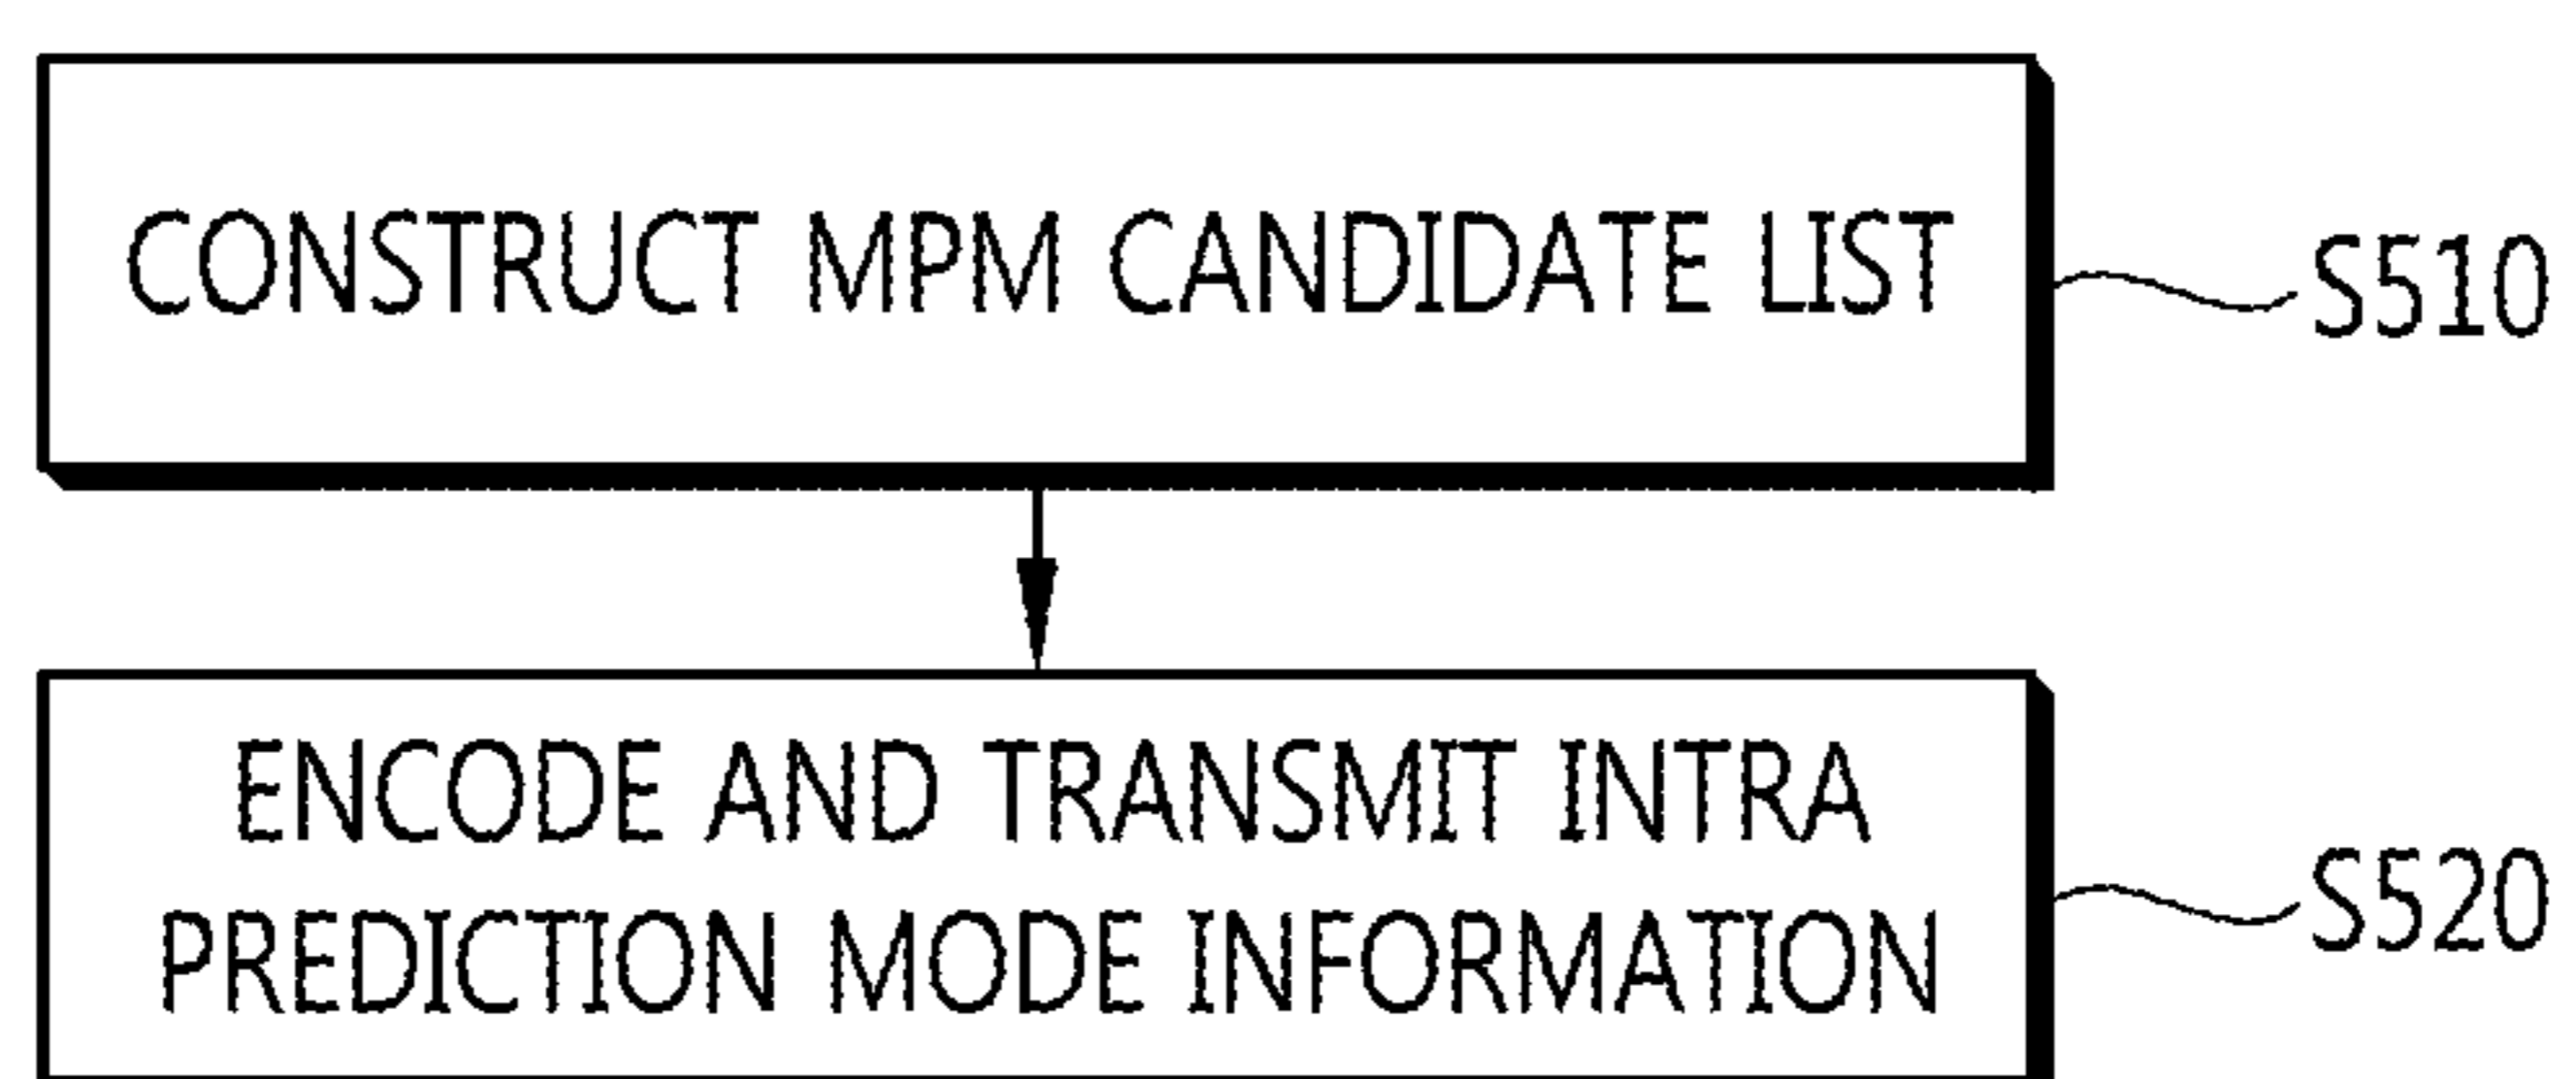 CONSTRUCT MPM CANDIDATE LIST
S510
ENCODE AND TRANSMIT INTRA
PREDICTION MODE INFORMATION
S520